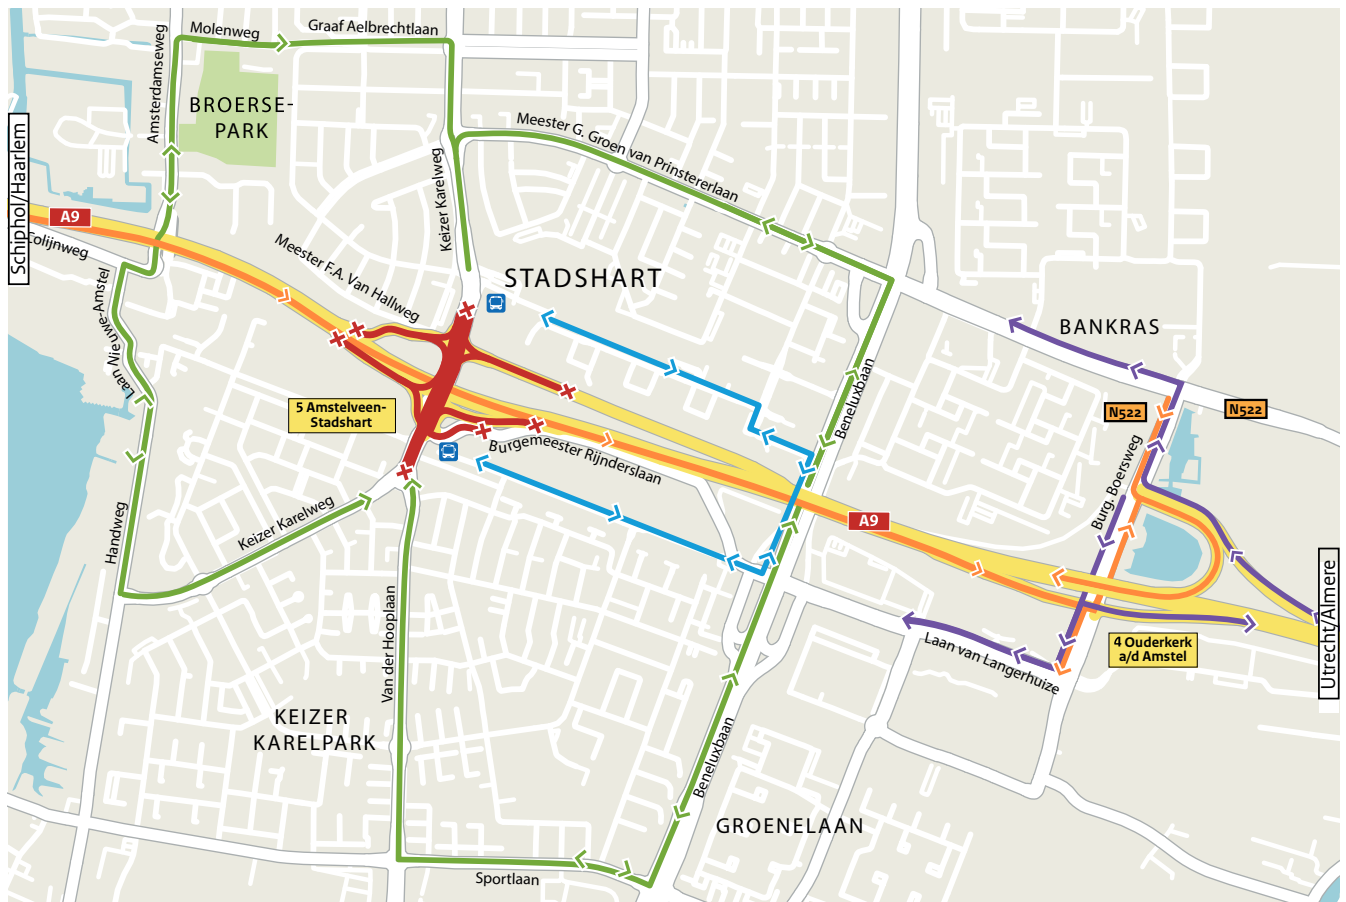 Molenweg
Graaf Aelbrechtlaan
Amsterdamseweg
BROERSE-
PARK
Meester G. Groen van Prinstererlaan
Schiphol/Haarlem
A9
Colijnweg
Keizer Karelweg
Meester F.A. Van Hallweg
STADSHART
Laan Nieuwe-Amstel
BANKRAS
Beneluxbaan
5 Amstelveen-
Stadshart
N522
N522
Burgemeester Rijnderslaan
Burg. Boersweg
Handweg
Keizer Karelweg
A9
Utrecht/Almere
Van der Hooplaan
Laan van Langerhuize
4 Ouderkerk
a/d Amstel
KEIZER
KARELPARK
Beneluxbaan
GROENELAAN
Sportlaan